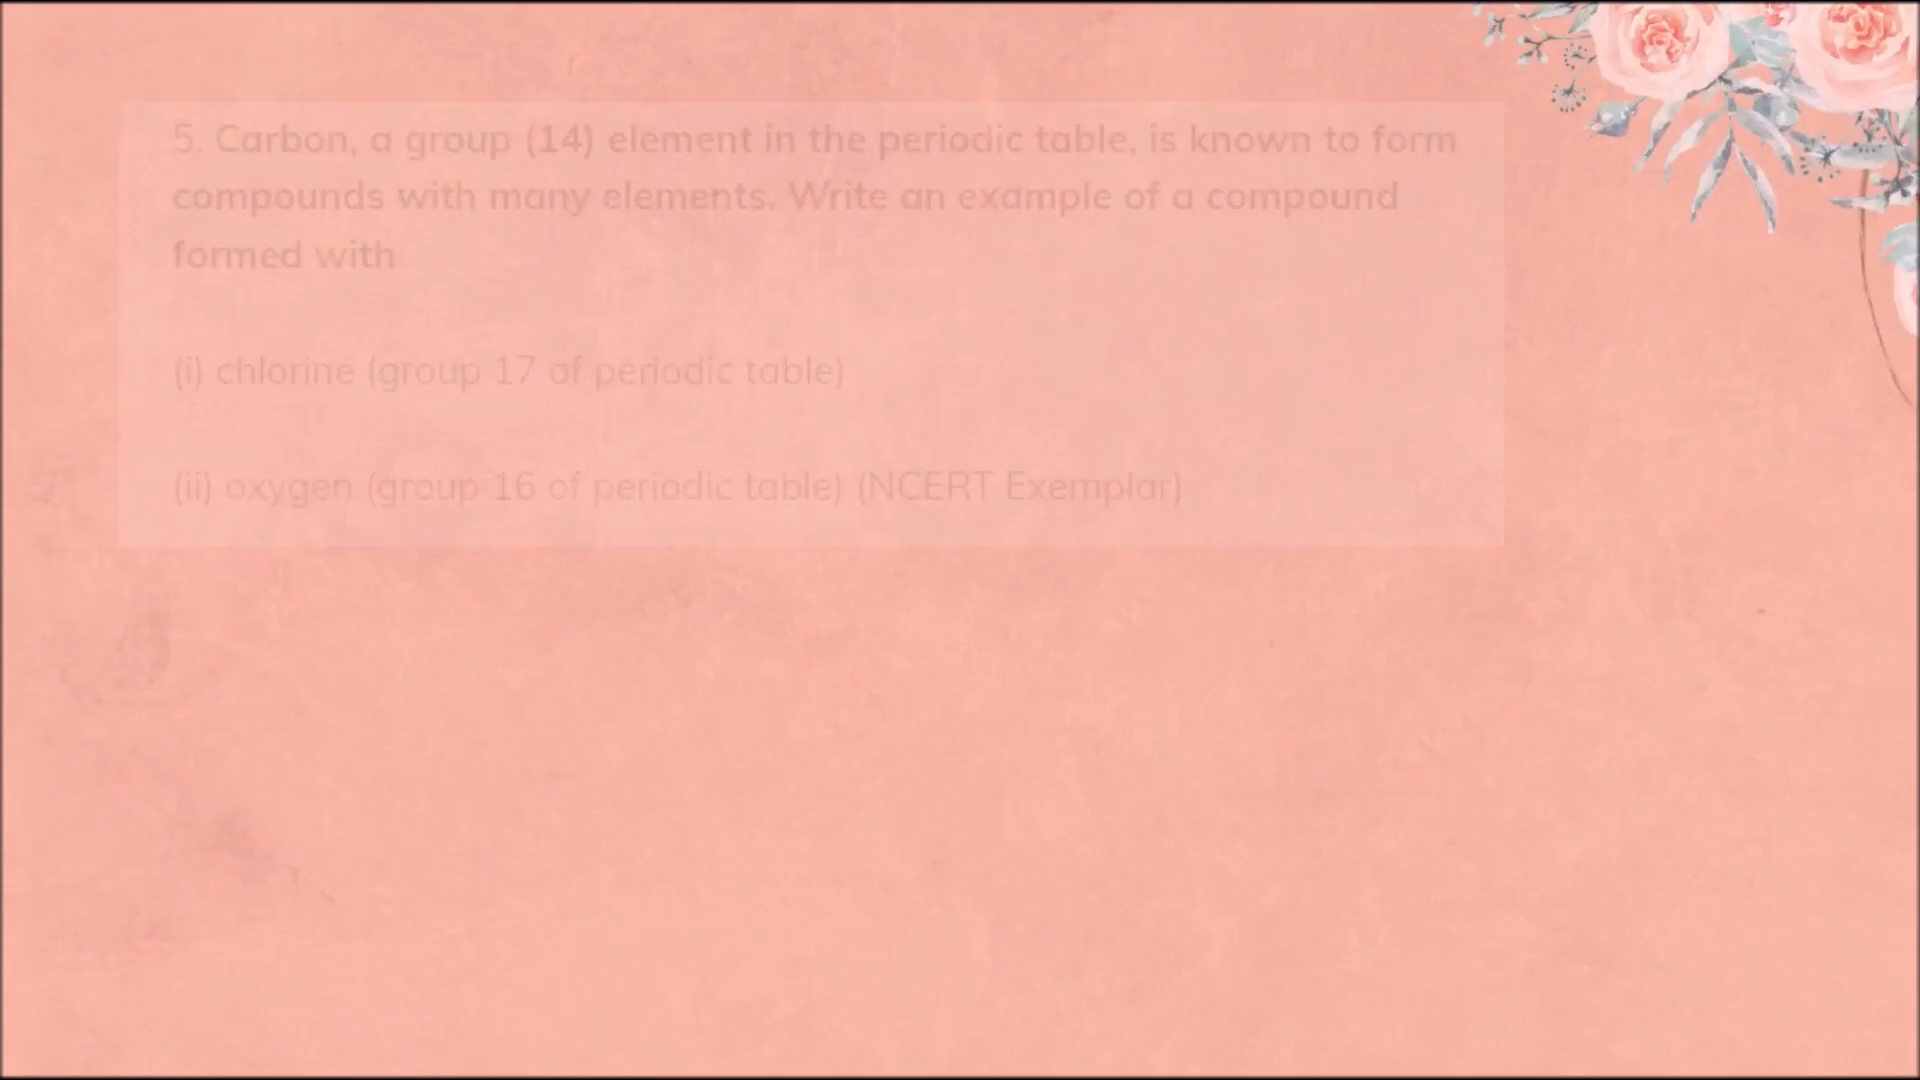 5. Carbon, a group (14) element in the periodic table, is known to form
compounds with many elements. Write an example of a compound
formed with
(i) chlorine (group 17 of periodic table)
(ii) oxygen (group 16 of periodic table) (NCERT Exemplar)